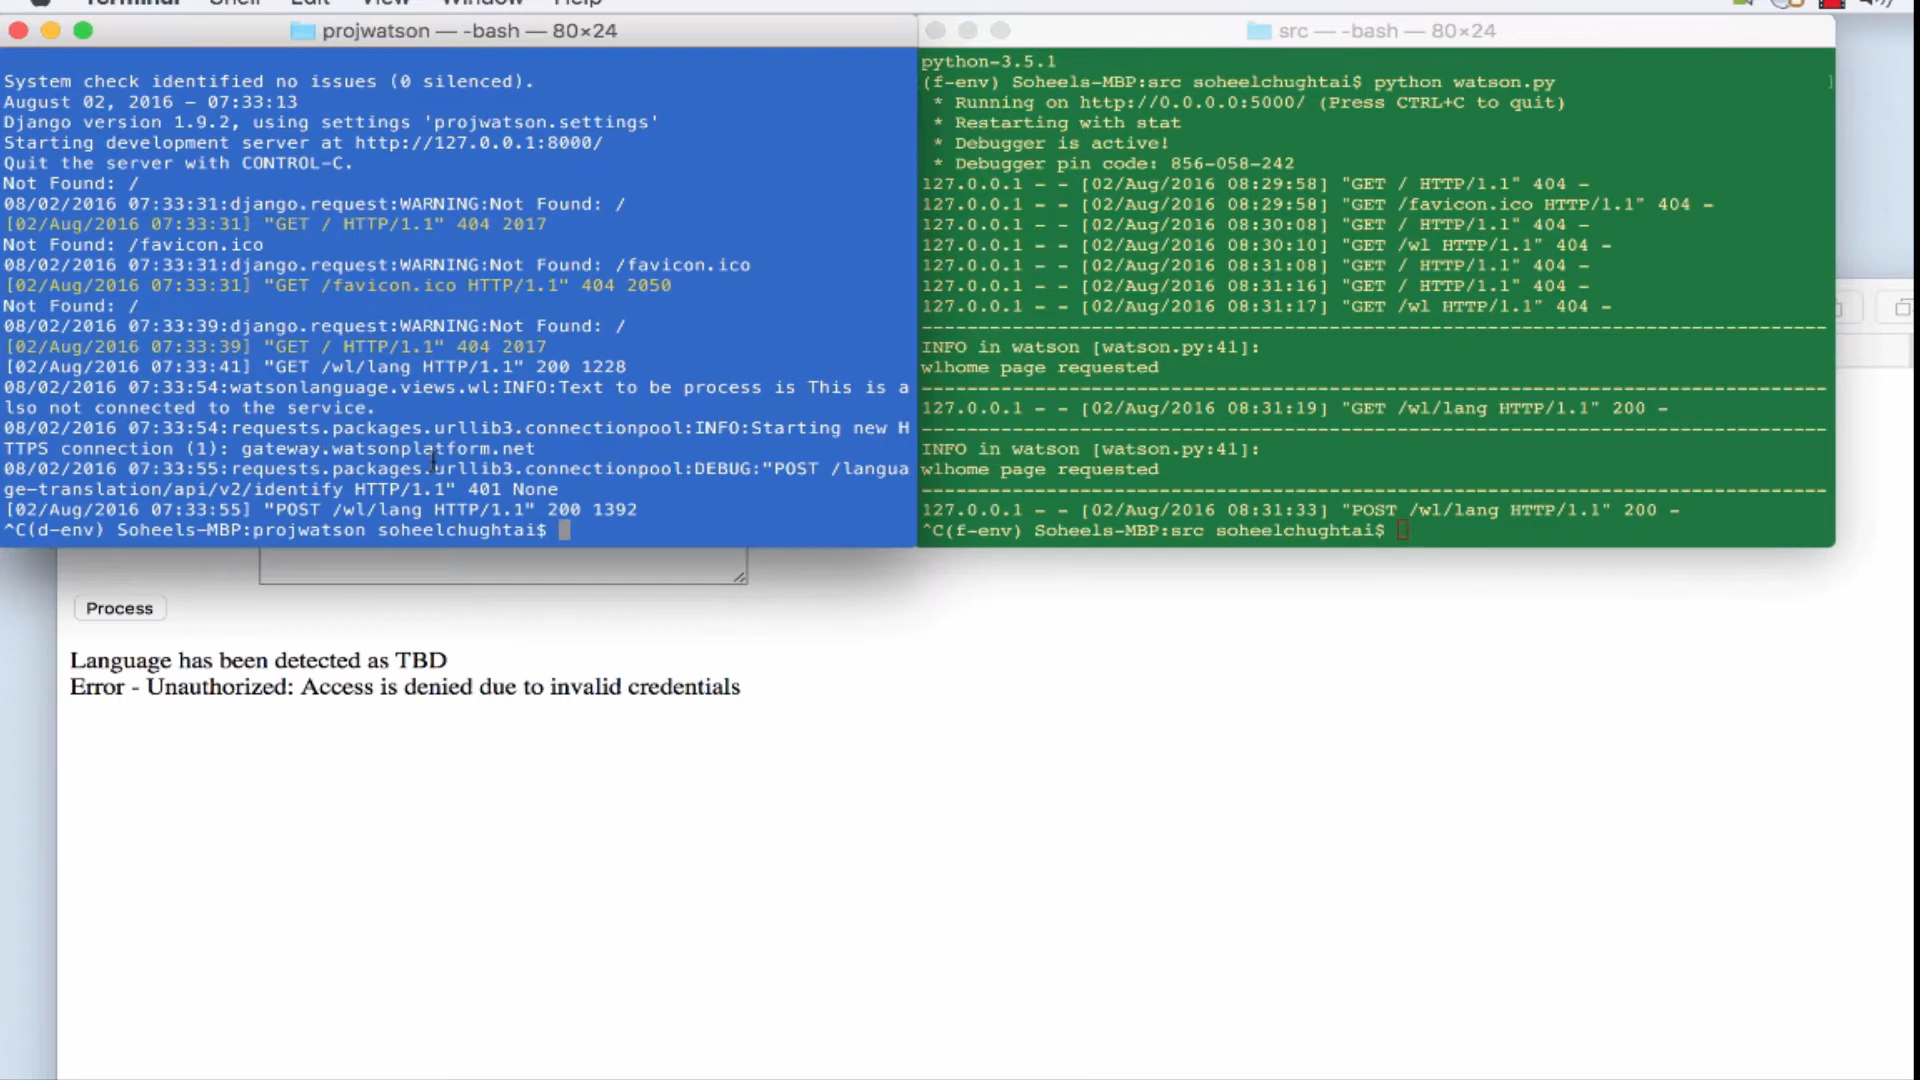 Terminal Shell Edit View Window Help
projwatson — -bash — 80×24
System check identified no issues (0 silenced).
August 02, 2016 - 07:33:13
Django version 1.9.2, using settings 'projwatson.settings'
Starting development server at http://127.0.0.1:8000/
Quit the server with CONTROL-C.
Not Found: /
08/02/2016 07:33:31:django.request:WARNING:Not Found: /
[02/Aug/2016 07:33:31] "GET / HTTP/1.1" 404 2017
Not Found: /favicon.ico
08/02/2016 07:33:31:django.request:WARNING:Not Found: /favicon.ico
[02/Aug/2016 07:33:31] "GET /favicon.ico HTTP/1.1" 404 2050
Not Found: /
08/02/2016 07:33:39:django.request:WARNING:Not Found: /
[02/Aug/2016 07:33:39] "GET / HTTP/1.1" 404 2017
[02/Aug/2016 07:33:41] "GET /wl/lang HTTP/1.1" 200 1228
08/02/2016 07:33:54:watsonlanguage.views.wl:INFO:Text to be process is This is a
lso not connected to the service.
08/02/2016 07:33:54:requests.packages.urllib3.connectionpool:INFO:Starting new H
TTPS connection (1): gateway.watsonplatform.net
08/02/2016 07:33:55:requests.packages.urllib3.connectionpool:DEBUG:"POST /langua
ge-translation/api/v2/identify HTTP/1.1" 401 None
[02/Aug/2016 07:33:55] "POST /wl/lang HTTP/1.1" 200 1392
^C(d-env) Soheels-MBP:projwatson soheelchughtai$
src — -bash — 80×24
python-3.5.1
(f-env) Soheels-MBP:src soheelchughtai$ python watson.py
* Running on http://0.0.0.0:5000/ (Press CTRL+C to quit)
* Restarting with stat
* Debugger is active!
* Debugger pin code: 856-058-242
127.0.0.1 - - [02/Aug/2016 08:29:58] "GET / HTTP/1.1" 404 -
127.0.0.1 - - [02/Aug/2016 08:29:58] "GET /favicon.ico HTTP/1.1" 404 -
127.0.0.1 - - [02/Aug/2016 08:30:08] "GET / HTTP/1.1" 404 -
127.0.0.1 - - [02/Aug/2016 08:30:10] "GET /wl HTTP/1.1" 404 -
127.0.0.1 - - [02/Aug/2016 08:31:08] "GET / HTTP/1.1" 404 -
127.0.0.1 - - [02/Aug/2016 08:31:16] "GET / HTTP/1.1" 404 -
127.0.0.1 - - [02/Aug/2016 08:31:17] "GET /wl HTTP/1.1" 404 -
--------------------------------------------------------------------------------
INFO in watson [watson.py:41]:
wlhome page requested
--------------------------------------------------------------------------------
127.0.0.1 - - [02/Aug/2016 08:31:19] "GET /wl/lang HTTP/1.1" 200 -
--------------------------------------------------------------------------------
INFO in watson [watson.py:41]:
wlhome page requested
--------------------------------------------------------------------------------
127.0.0.1 - - [02/Aug/2016 08:31:33] "POST /wl/lang HTTP/1.1" 200 -
^C(f-env) Soheels-MBP:src soheelchughtai$
Process
Language has been detected as TBD
Error - Unauthorized: Access is denied due to invalid credentials